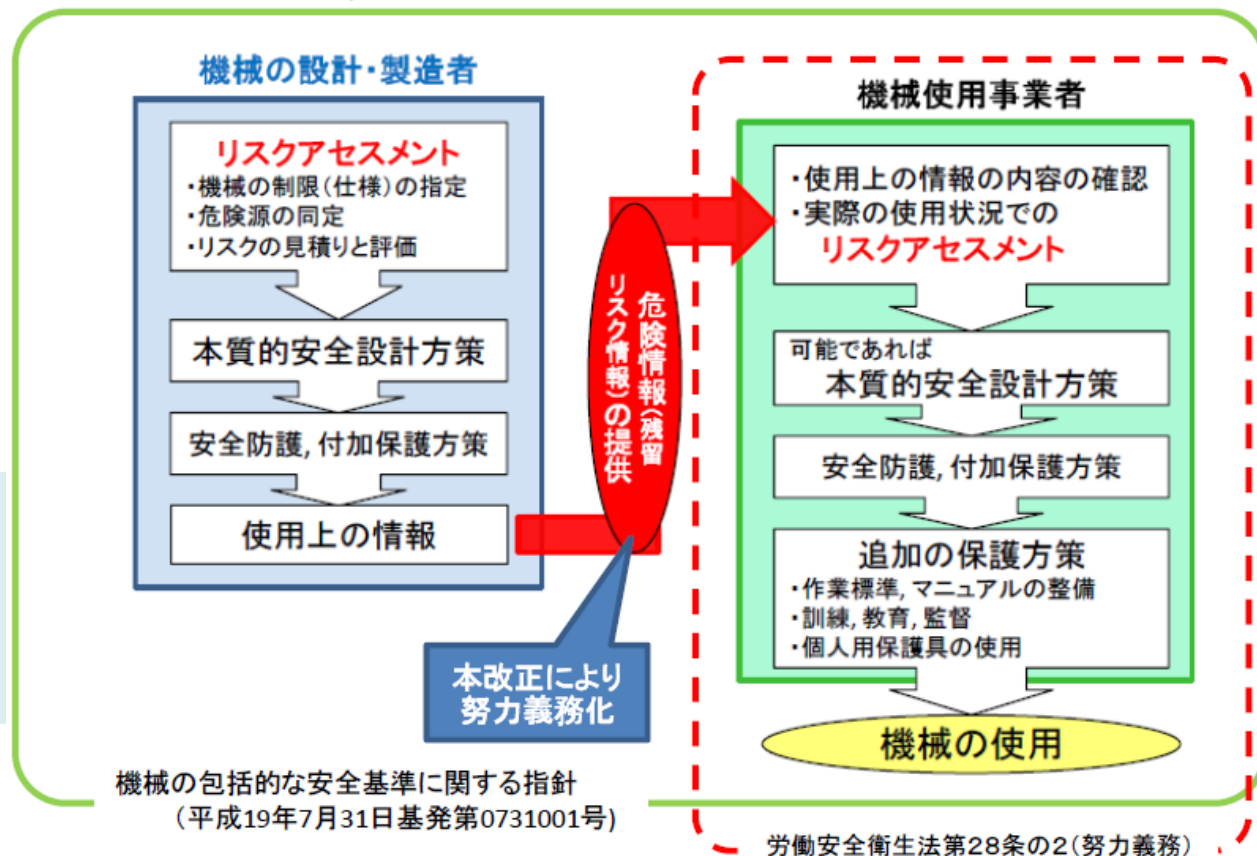 機械の設計・製造者
リスクアセスメント
・機械の制限(仕様)の指定
・危険源の同定
・リスクの見積りと評価
本質的安全設計方策
安全防護, 付加保護方策
使用上の情報
危険情報(残留
リスク情報)の提供
本改正により
努力義務化
機械使用事業者
・使用上の情報の内容の確認
・実際の使用状況での
リスクアセスメント
可能であれば
本質的安全設計方策
安全防護, 付加保護方策
追加の保護方策
・作業標準, マニュアルの整備
・訓練, 教育, 監督
・個人用保護具の使用
機械の使用
機械の包括的な安全基準に関する指針
(平成19年7月31日基発第0731001号)
労働安全衛生法第28条の2(努力義務)